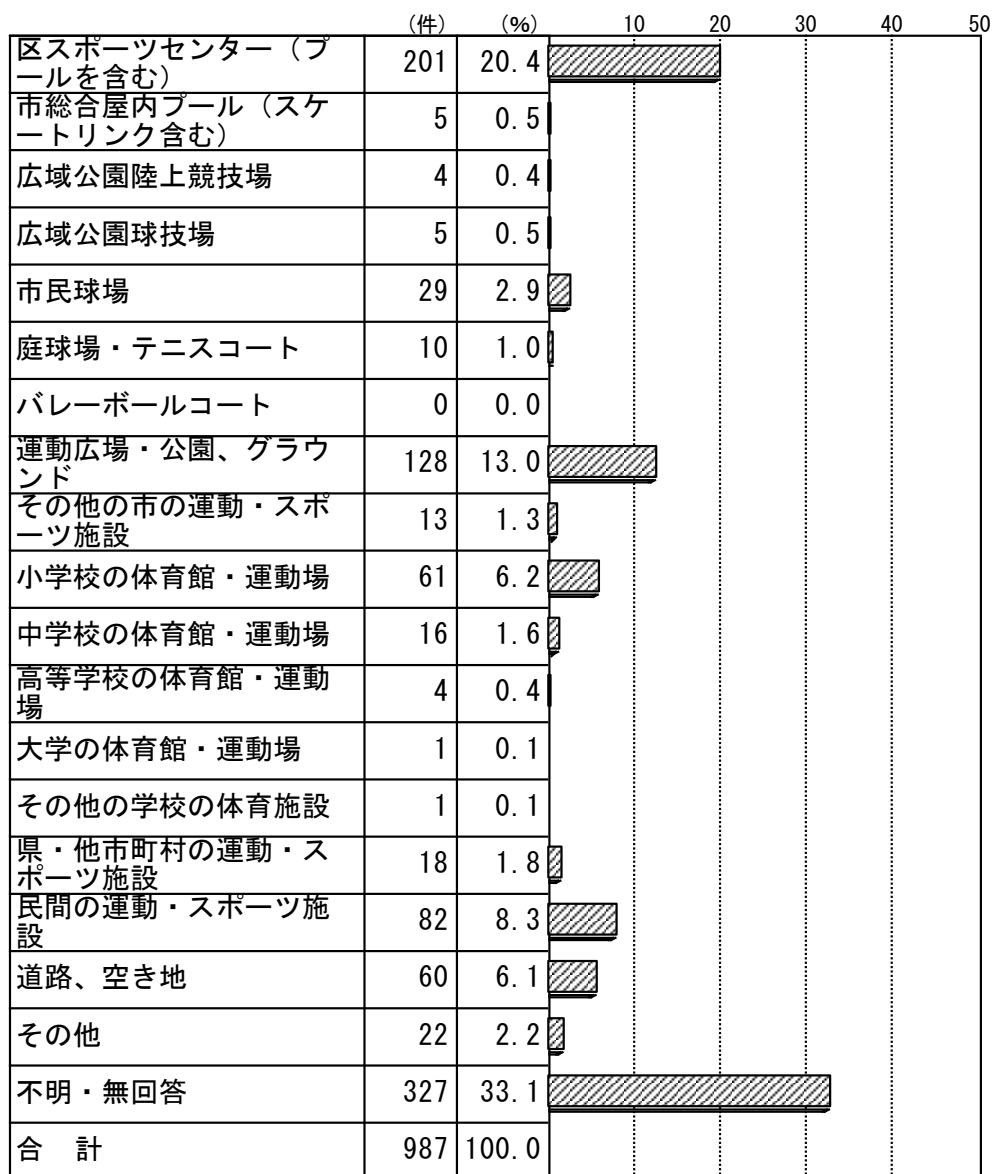 (件) (%) 10 20 30 40 50
区スポーツセンター(プ
ールを含む) 201 20.4
市総合屋内プール(スケ
ートリンク含む) 5 0.5
広域公園陸上競技場 4 0.4
広域公園球技場 5 0.5
市民球場 29 2.9
庭球場・テニスコート 10 1.0
バレーボールコート 0 0.0
運動広場・公園、グラウ
ンド 128 13.0
その他の市の運動・スポ
ーツ施設 13 1.3
小学校の体育館・運動場 61 6.2
中学校の体育館・運動場 16 1.6
高等学校の体育館・運動
場 4 0.4
大学の体育館・運動場 1 0.1
その他の学校の体育施設 1 0.1
県・他市町村の運動・ス
ポーツ施設 18 1.8
民間の運動・スポーツ施
設 82 8.3
道路、空き地 60 6.1
その他 22 2.2
不明・無回答 327 33.1
合 計 987 100.0